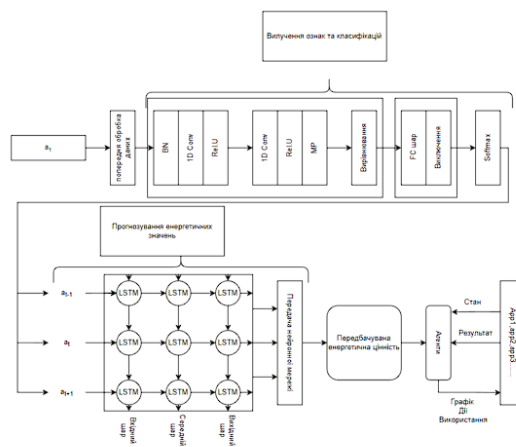 Вилучення ознак та класифікацій
a₁
попередня обробка
даних
BN
1D Conv
ReLU
1D Conv
ReLU
MP
Вирівнювання
FC шар
Виключення
Softmax
Прогнозування енергетичних
значень
aₜ₋₁
LSTM
LSTM
LSTM
aₜ
LSTM
LSTM
LSTM
aₜ₊₁
LSTM
LSTM
LSTM
Вхідний
шар
Середній
шар
Вихідний
шар
Передача нейронної мережі
Передбачувана
енергетична цінність
Агенти
Стан
Результат
Графік
Дії
Використання
App1,app2,app3......